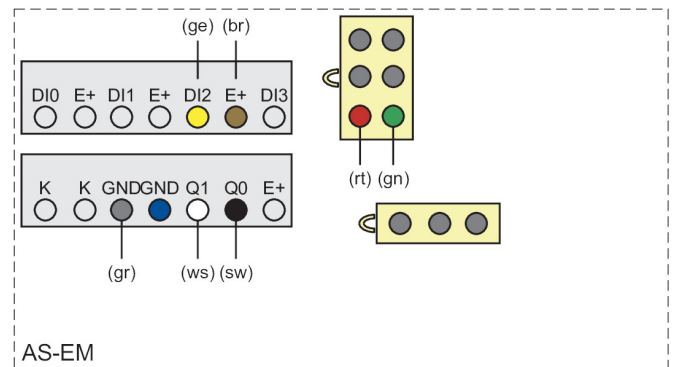 (ge) (br)
DI0 E+ DI1 E+ DI2 E+ DI3
K K GND GND Q1 Q0 E+
(gr) (ws) (sw)
(rt) (gn)
AS-EM